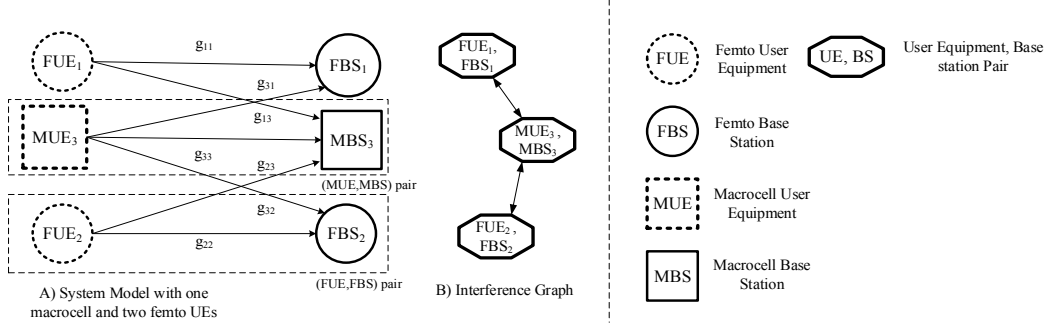 FUE₁
g₁₁
FBS₁
g₃₁
MUE₃
g₁₃
MBS₃
g₃₃
g₂₃
(MUE,MBS) pair
FUE₂
g₃₂
FBS₂
g₂₂
(FUE,FBS) pair
A) System Model with one
macrocell and two femto UEs
FUE₁,
FBS₁
MUE₃,
MBS₃
FUE₂,
FBS₂
B) Interference Graph
FUE
Femto User
Equipment
UE, BS
User Equipment, Base
station Pair
FBS
Femto Base
Station
MUE
Macrocell User
Equipment
MBS
Macrocell Base
Station